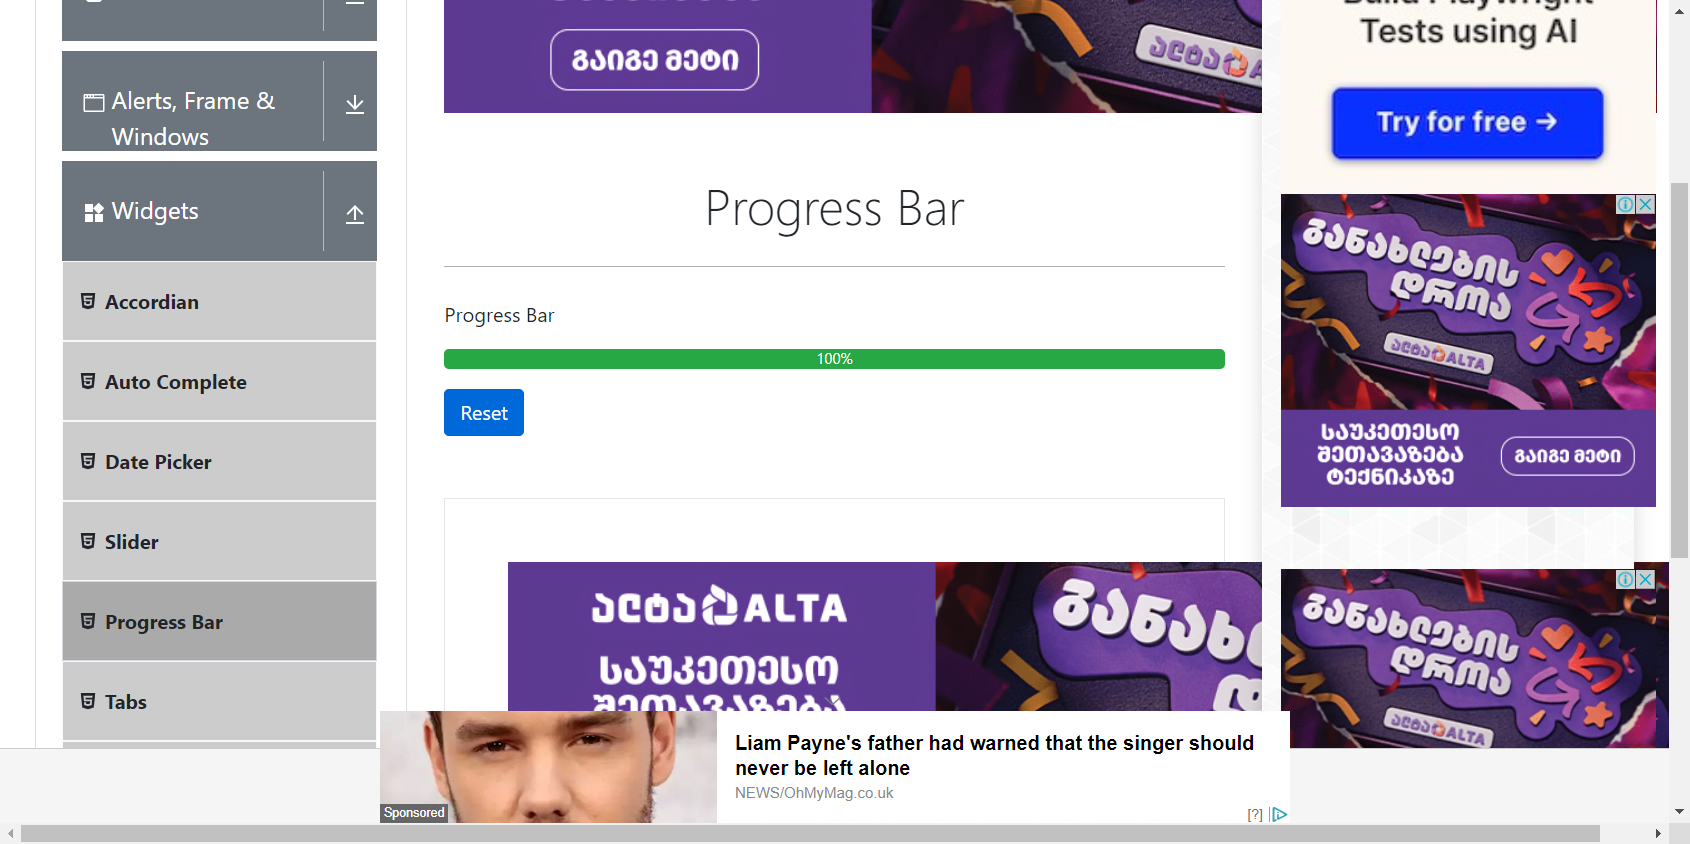 გაიგე მეტი
ალტა ALTA
Tests using AI
Try for free →
Alerts, Frame &
Windows
Widgets
Accordian
Auto Complete
Date Picker
Slider
Progress Bar
Tabs
Progress Bar
Progress Bar
100%
Reset
განახლების
დროა
ალტა ALTA
საუკეთესო
შეთავაზება
ტექნიკაზე
გაიგე მეტი
ალტა ALTA
საუკეთესო
შეთავაზება
განახლების
დროა
ალტა ALTA
Liam Payne's father had warned that the singer should
never be left alone
NEWS/OhMyMag.co.uk
Sponsored
[?]